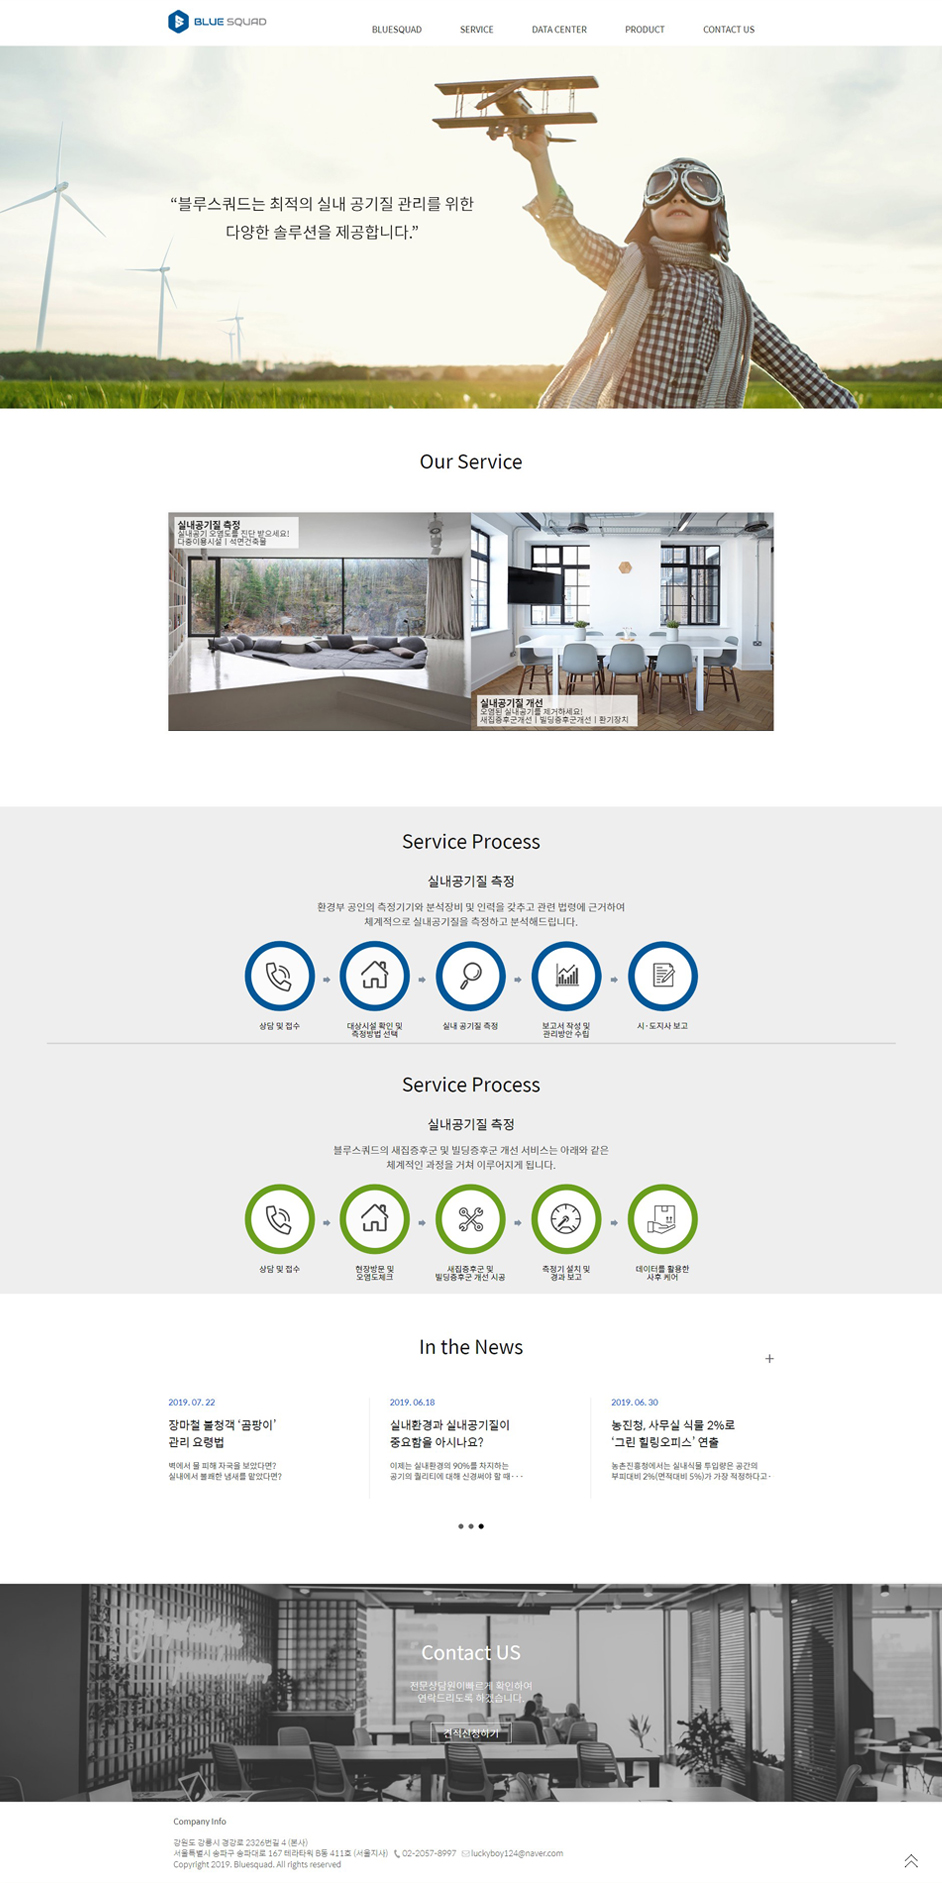 BLUE SQUAD
BLUESQUAD
SERVICE
DATA CENTER
PRODUCT
CONTACT US
“블루스쿼드는 최적의 실내 공기질 관리를 위한
다양한 솔루션을 제공합니다.”
Our Service
실내공기질 측정
실내공기 오염도를 진단 받으세요!
다중이용시설 | 석면건축물
실내공기질 개선
오염된 실내공기를 제거하세요!
새집증후군개선 | 빌딩증후군개선 | 환기장치
Service Process
실내공기질 측정
환경부 공인의 측정기기와 분석장비 및 인력을 갖추고 관련 법령에 근거하여
체계적으로 실내공기질을 측정하고 분석해드립니다.
상담 및 접수
대상시설 확인 및
측정방법 선택
실내 공기질 측정
보고서 작성 및
관리방안 수립
시·도지사 보고
Service Process
실내공기질 측정
블루스쿼드의 새집증후군 및 빌딩증후군 개선 서비스는 아래와 같은
체계적인 과정을 거쳐 이루어지게 됩니다.
상담 및 접수
현장방문 및
오염도체크
새집증후군 및
빌딩증후군 개선 시공
측정기 설치 및
경과 보고
데이터를 활용한
사후 케어
In the News
+
2019. 07. 22
장마철 불청객 ‘곰팡이’
관리 요령법
벽에서 물 피해 자국을 보았다면?
실내에서 불쾌한 냄새를 맡았다면?
2019. 06.18
실내환경과 실내공기질이
중요함을 아시나요?
이제는 실내환경의 90%를 차지하는
공기의 퀄리티에 대해 신경써야 할 때···
2019. 06. 30
농진청, 사무실 식물 2%로
‘그린 힐링오피스’ 연출
농촌진흥청에서는 실내식물 투입량은 공간의
부피대비 2%(면적대비 5%)가 가장 적정하다고·
Contact US
전문상담원이빠르게 확인하여
연락드리도록 하겠습니다.
견적신청하기
Company Info
강원도 강릉시 경강로 2326번길 4 (본사)
서울특별시 송파구 송파대로 167 테라타워 B동 411호 (서울지사) 02-2057-8997 luckyboy124@naver.com
Copyright 2019. Bluesquad. All rights reserved